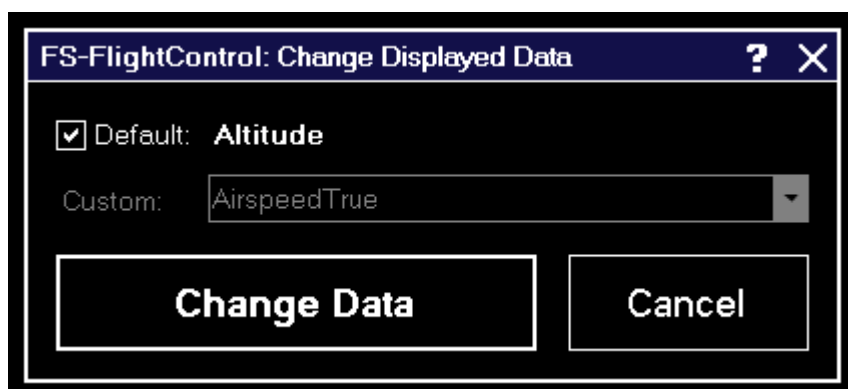 FS-FlightControl: Change Displayed Data ?
Default: Altitude
Custom: AirspeedTrue
Change Data Cancel